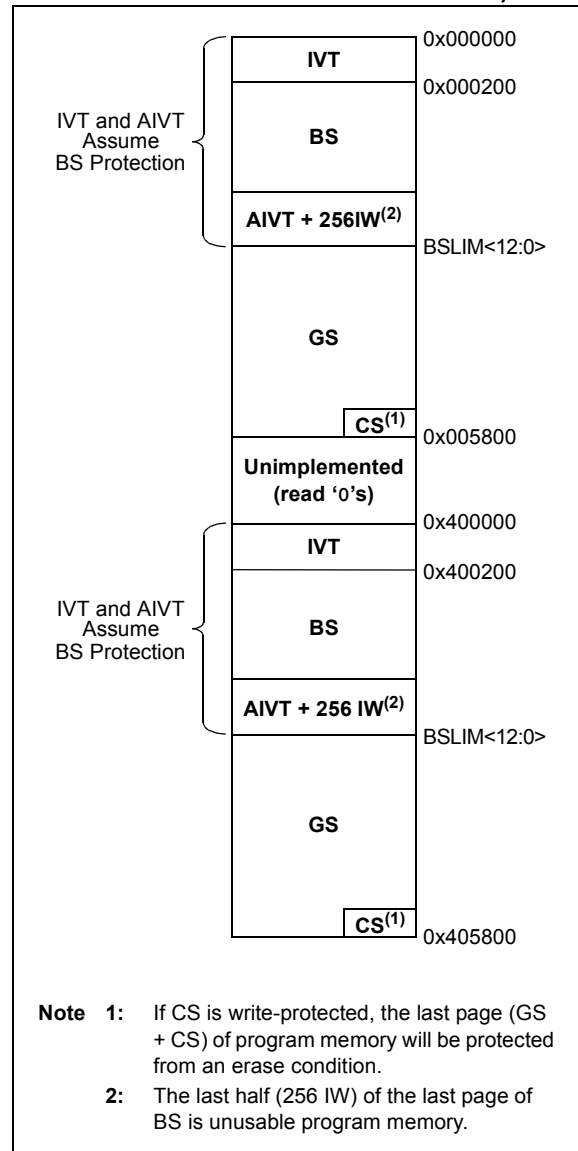 0x000000
IVT
0x000200
IVT and AIVT
Assume
BS Protection
BS
AIVT + 256IW(2)
BSLIM<12:0>
GS
CS(1)
0x005800
Unimplemented
(read ‘0’s)
0x400000
IVT
0x400200
IVT and AIVT
Assume
BS Protection
BS
AIVT + 256 IW(2)
BSLIM<12:0>
GS
CS(1)
0x405800
Note 1: If CS is write-protected, the last page (GS
+ CS) of program memory will be protected
from an erase condition.
2: The last half (256 IW) of the last page of
BS is unusable program memory.